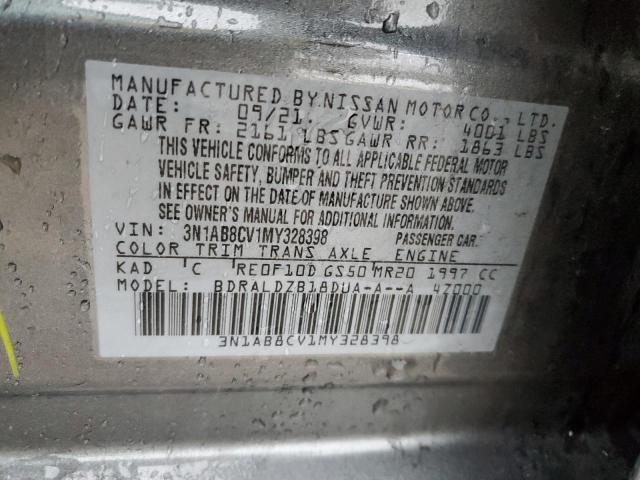 MANUFACTURED BY:NISSAN MOTOR CO., LTD.
DATE: 09/21. GVWR: 4001 LBS
GAWR FR: 2161 LBS GAWR RR: 1863 LBS
THIS VEHICLE CONFORMS TO ALL APPLICABLE FEDERAL MOTOR
VEHICLE SAFETY, BUMPER AND THEFT PREVENTION STANDARDS
IN EFFECT ON THE DATE OF MANUFACTURE SHOWN ABOVE.
SEE OWNER'S MANUAL FOR ADDITIONAL INFORMATION.
VIN: 3N1AB8CV1MY328398 PASSENGER CAR.
COLOR TRIM TRANS AXLE ENGINE
KAD C RE0F10D GS50 MR20 1997 CC
MODEL: BDRALDZB18DUA-A--A 47000
3N1AB8CV1MY328398